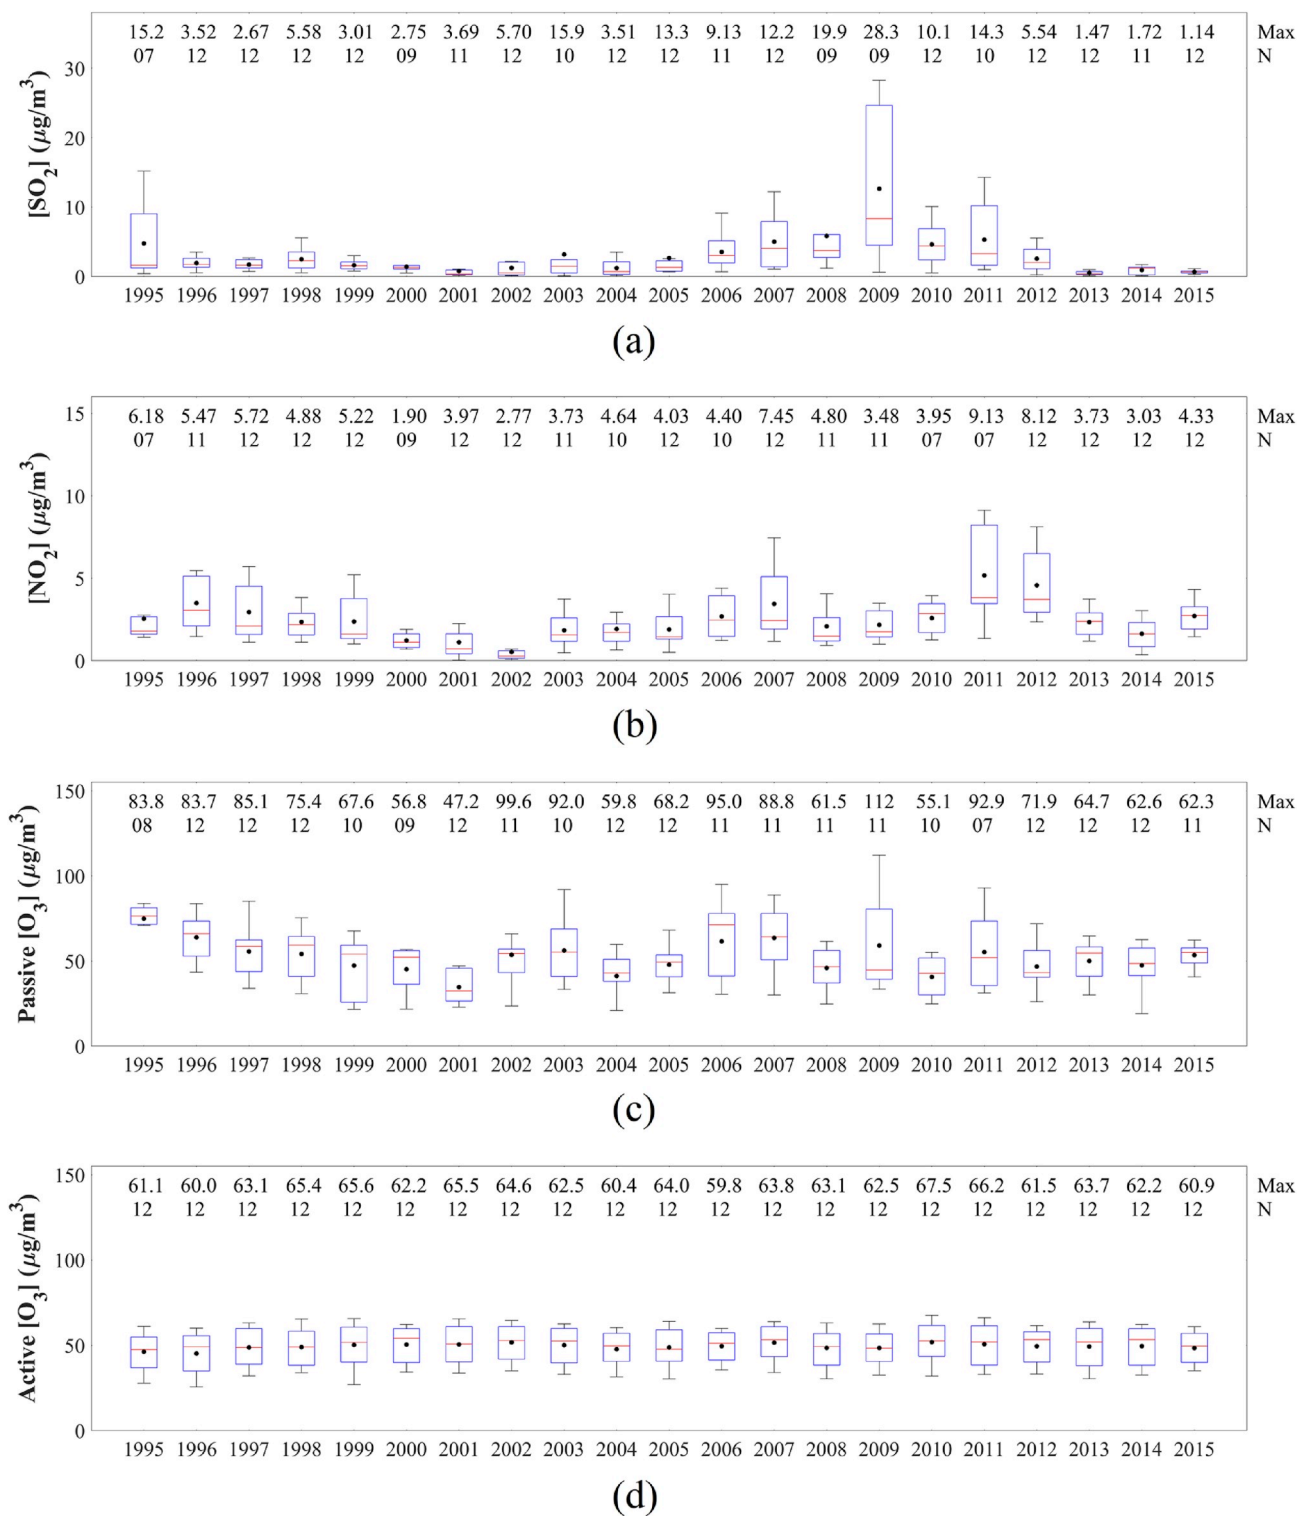 15.2 3.52 2.67 5.58 3.01 2.75 3.69 5.70 15.9 3.51 13.3 9.13 12.2 19.9 28.3 10.1 14.3 5.54 1.47 1.72 1.14 Max
07 12 12 12 12 09 11 12 10 12 12 11 12 09 09 12 10 12 12 11 12 N
30
20
10
0
[SO2] (μg/m3)
1995 1996 1997 1998 1999 2000 2001 2002 2003 2004 2005 2006 2007 2008 2009 2010 2011 2012 2013 2014 2015
(a)
6.18 5.47 5.72 4.88 5.22 1.90 3.97 2.77 3.73 4.64 4.03 4.40 7.45 4.80 3.48 3.95 9.13 8.12 3.73 3.03 4.33 Max
07 11 12 12 12 09 12 12 11 10 12 10 12 11 11 07 07 12 12 12 12 N
15
10
5
0
[NO2] (μg/m3)
1995 1996 1997 1998 1999 2000 2001 2002 2003 2004 2005 2006 2007 2008 2009 2010 2011 2012 2013 2014 2015
(b)
83.8 83.7 85.1 75.4 67.6 56.8 47.2 99.6 92.0 59.8 68.2 95.0 88.8 61.5 112 55.1 92.9 71.9 64.7 62.6 62.3 Max
08 12 12 12 10 09 12 11 10 12 12 11 11 11 11 10 07 12 12 12 11 N
150
100
50
0
Passive [O3] (μg/m3)
1995 1996 1997 1998 1999 2000 2001 2002 2003 2004 2005 2006 2007 2008 2009 2010 2011 2012 2013 2014 2015
(c)
61.1 60.0 63.1 65.4 65.6 62.2 65.5 64.6 62.5 60.4 64.0 59.8 63.8 63.1 62.5 67.5 66.2 61.5 63.7 62.2 60.9 Max
12 12 12 12 12 12 12 12 12 12 12 12 12 12 12 12 12 12 12 12 12 N
150
100
50
0
Active [O3] (μg/m3)
1995 1996 1997 1998 1999 2000 2001 2002 2003 2004 2005 2006 2007 2008 2009 2010 2011 2012 2013 2014 2015
(d)